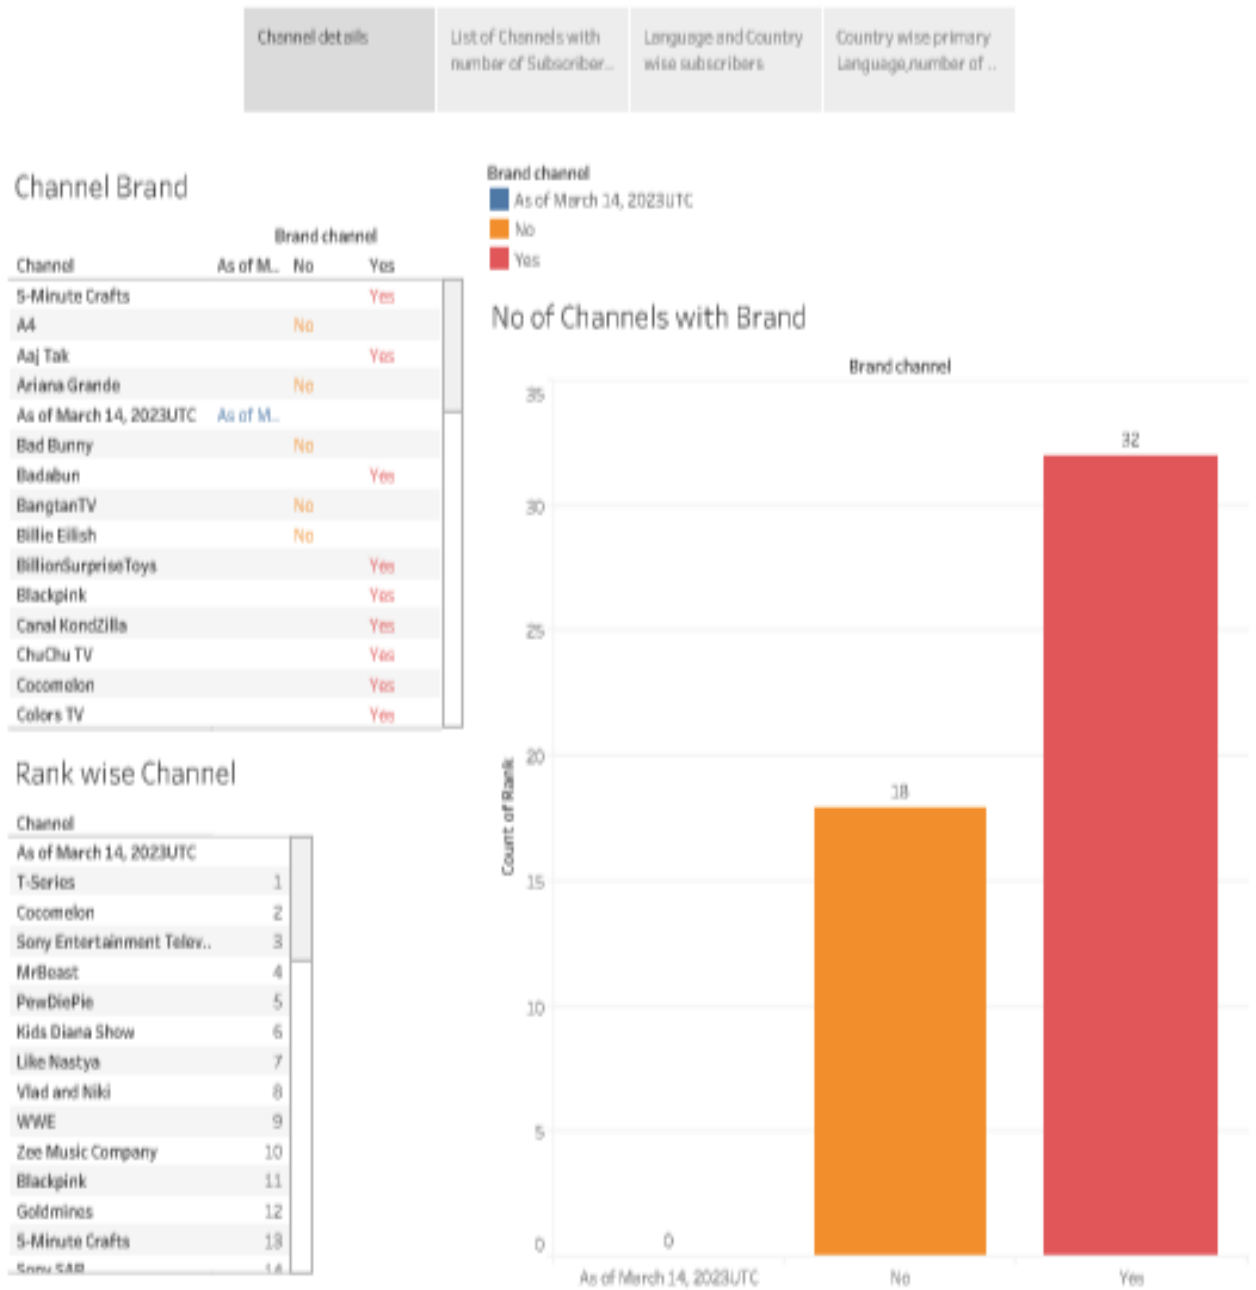 Channel details
List of Channels with
number of Subscriber...
Language and Country
wise subscribers
Country wise primary
Language,number of ..
Channel Brand
Brand channel
Channel As of M.. No Yes
5-Minute Crafts Yes
A4 No
Aaj Tak Yes
Ariana Grande No
As of March 14, 2023UTC As of M..
Bad Bunny No
Badabun Yes
BangtanTV No
Billie Eilish No
BillionSurpriseToys Yes
Blackpink Yes
Canal KondZilla Yes
ChuChu TV Yes
Cocomelon Yes
Colors TV Yes
Rank wise Channel
Channel
As of March 14, 2023UTC
T-Series 1
Cocomelon 2
Sony Entertainment Telev.. 3
MrBeast 4
PewDiePie 5
Kids Diana Show 6
Like Nastya 7
Vlad and Niki 8
WWE 9
Zee Music Company 10
Blackpink 11
Goldmines 12
5-Minute Crafts 13
Sony SAB 14
Brand channel
As of March 14, 2023UTC
No
Yes
No of Channels with Brand
Brand channel
Count of Rank
35
30
25
20
15
10
5
0
0
18
32
As of March 14, 2023UTC
No
Yes